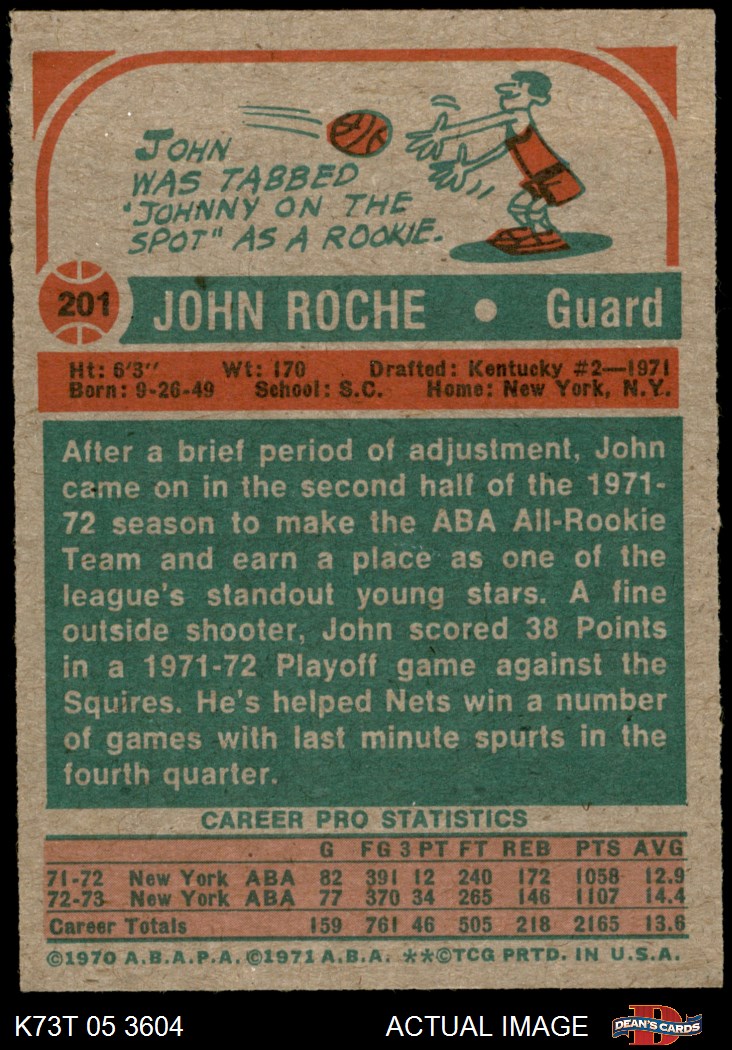 JOHN
WAS TABBED
"JOHNNY ON THE
SPOT" AS A ROOKIE.
201 JOHN ROCHE • Guard
Ht: 6'3" Wt: 170 Drafted: Kentucky #2—1971
Born: 9-26-49 School: S.C. Home: New York, N.Y.
After a brief period of adjustment, John
came on in the second half of the 1971-
72 season to make the ABA All-Rookie
Team and earn a place as one of the
league's standout young stars. A fine
outside shooter, John scored 38 Points
in a 1971-72 Playoff game against the
Squires. He's helped Nets win a number
of games with last minute spurts in the
fourth quarter.
CAREER PRO STATISTICS
G FG 3 PT FT REB PTS AVG
71-72 New York ABA 82 391 12 240 172 1058 12.9
72-73 New York ABA 77 370 34 265 146 1107 14.4
Career Totals 159 761 46 505 218 2165 13.6
©1970 A.B.A.P.A. ©1971 A.B.A. **©TCG PRTD. IN U.S.A.
K73T 05 3604 ACTUAL IMAGE DEAN'S CARDS